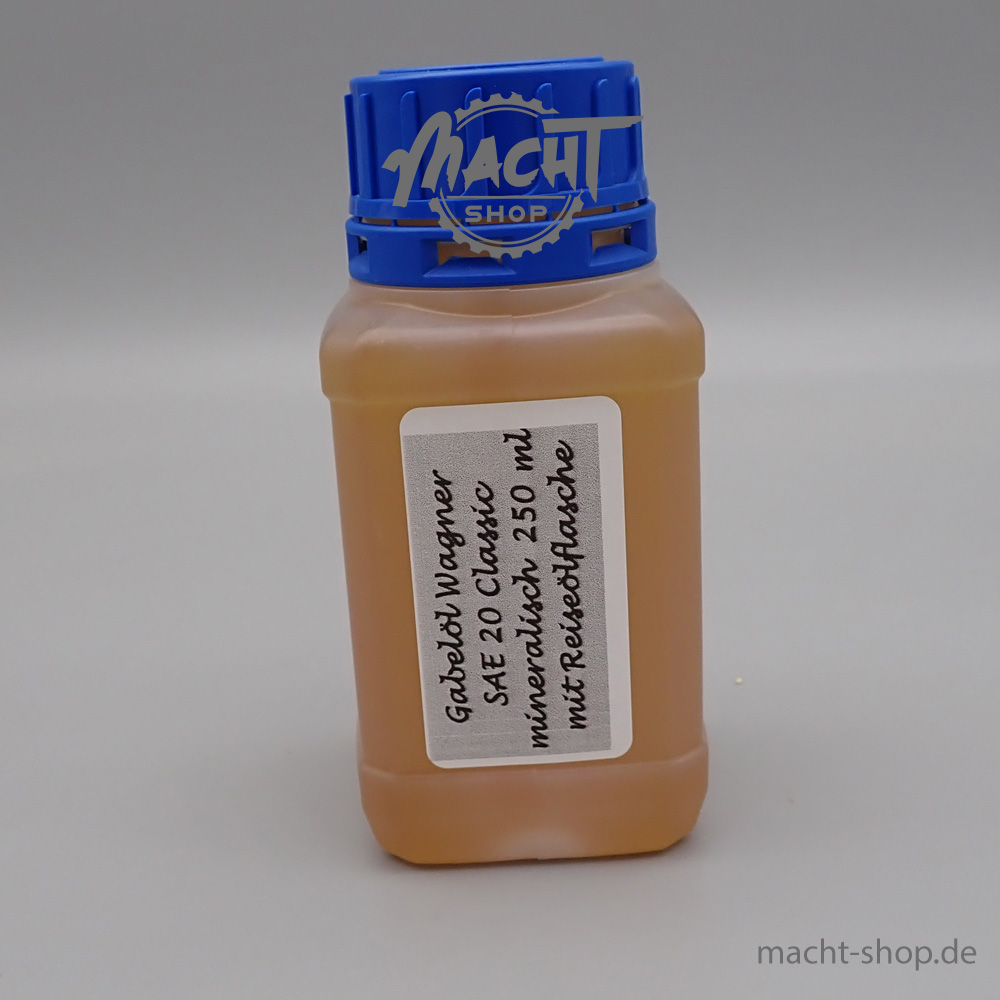 MACHT
SHOP
Gabelöl Wagner
SAE 20 Classic
mineralisch 250 ml
mit Reiseölflasche
macht-shop.de